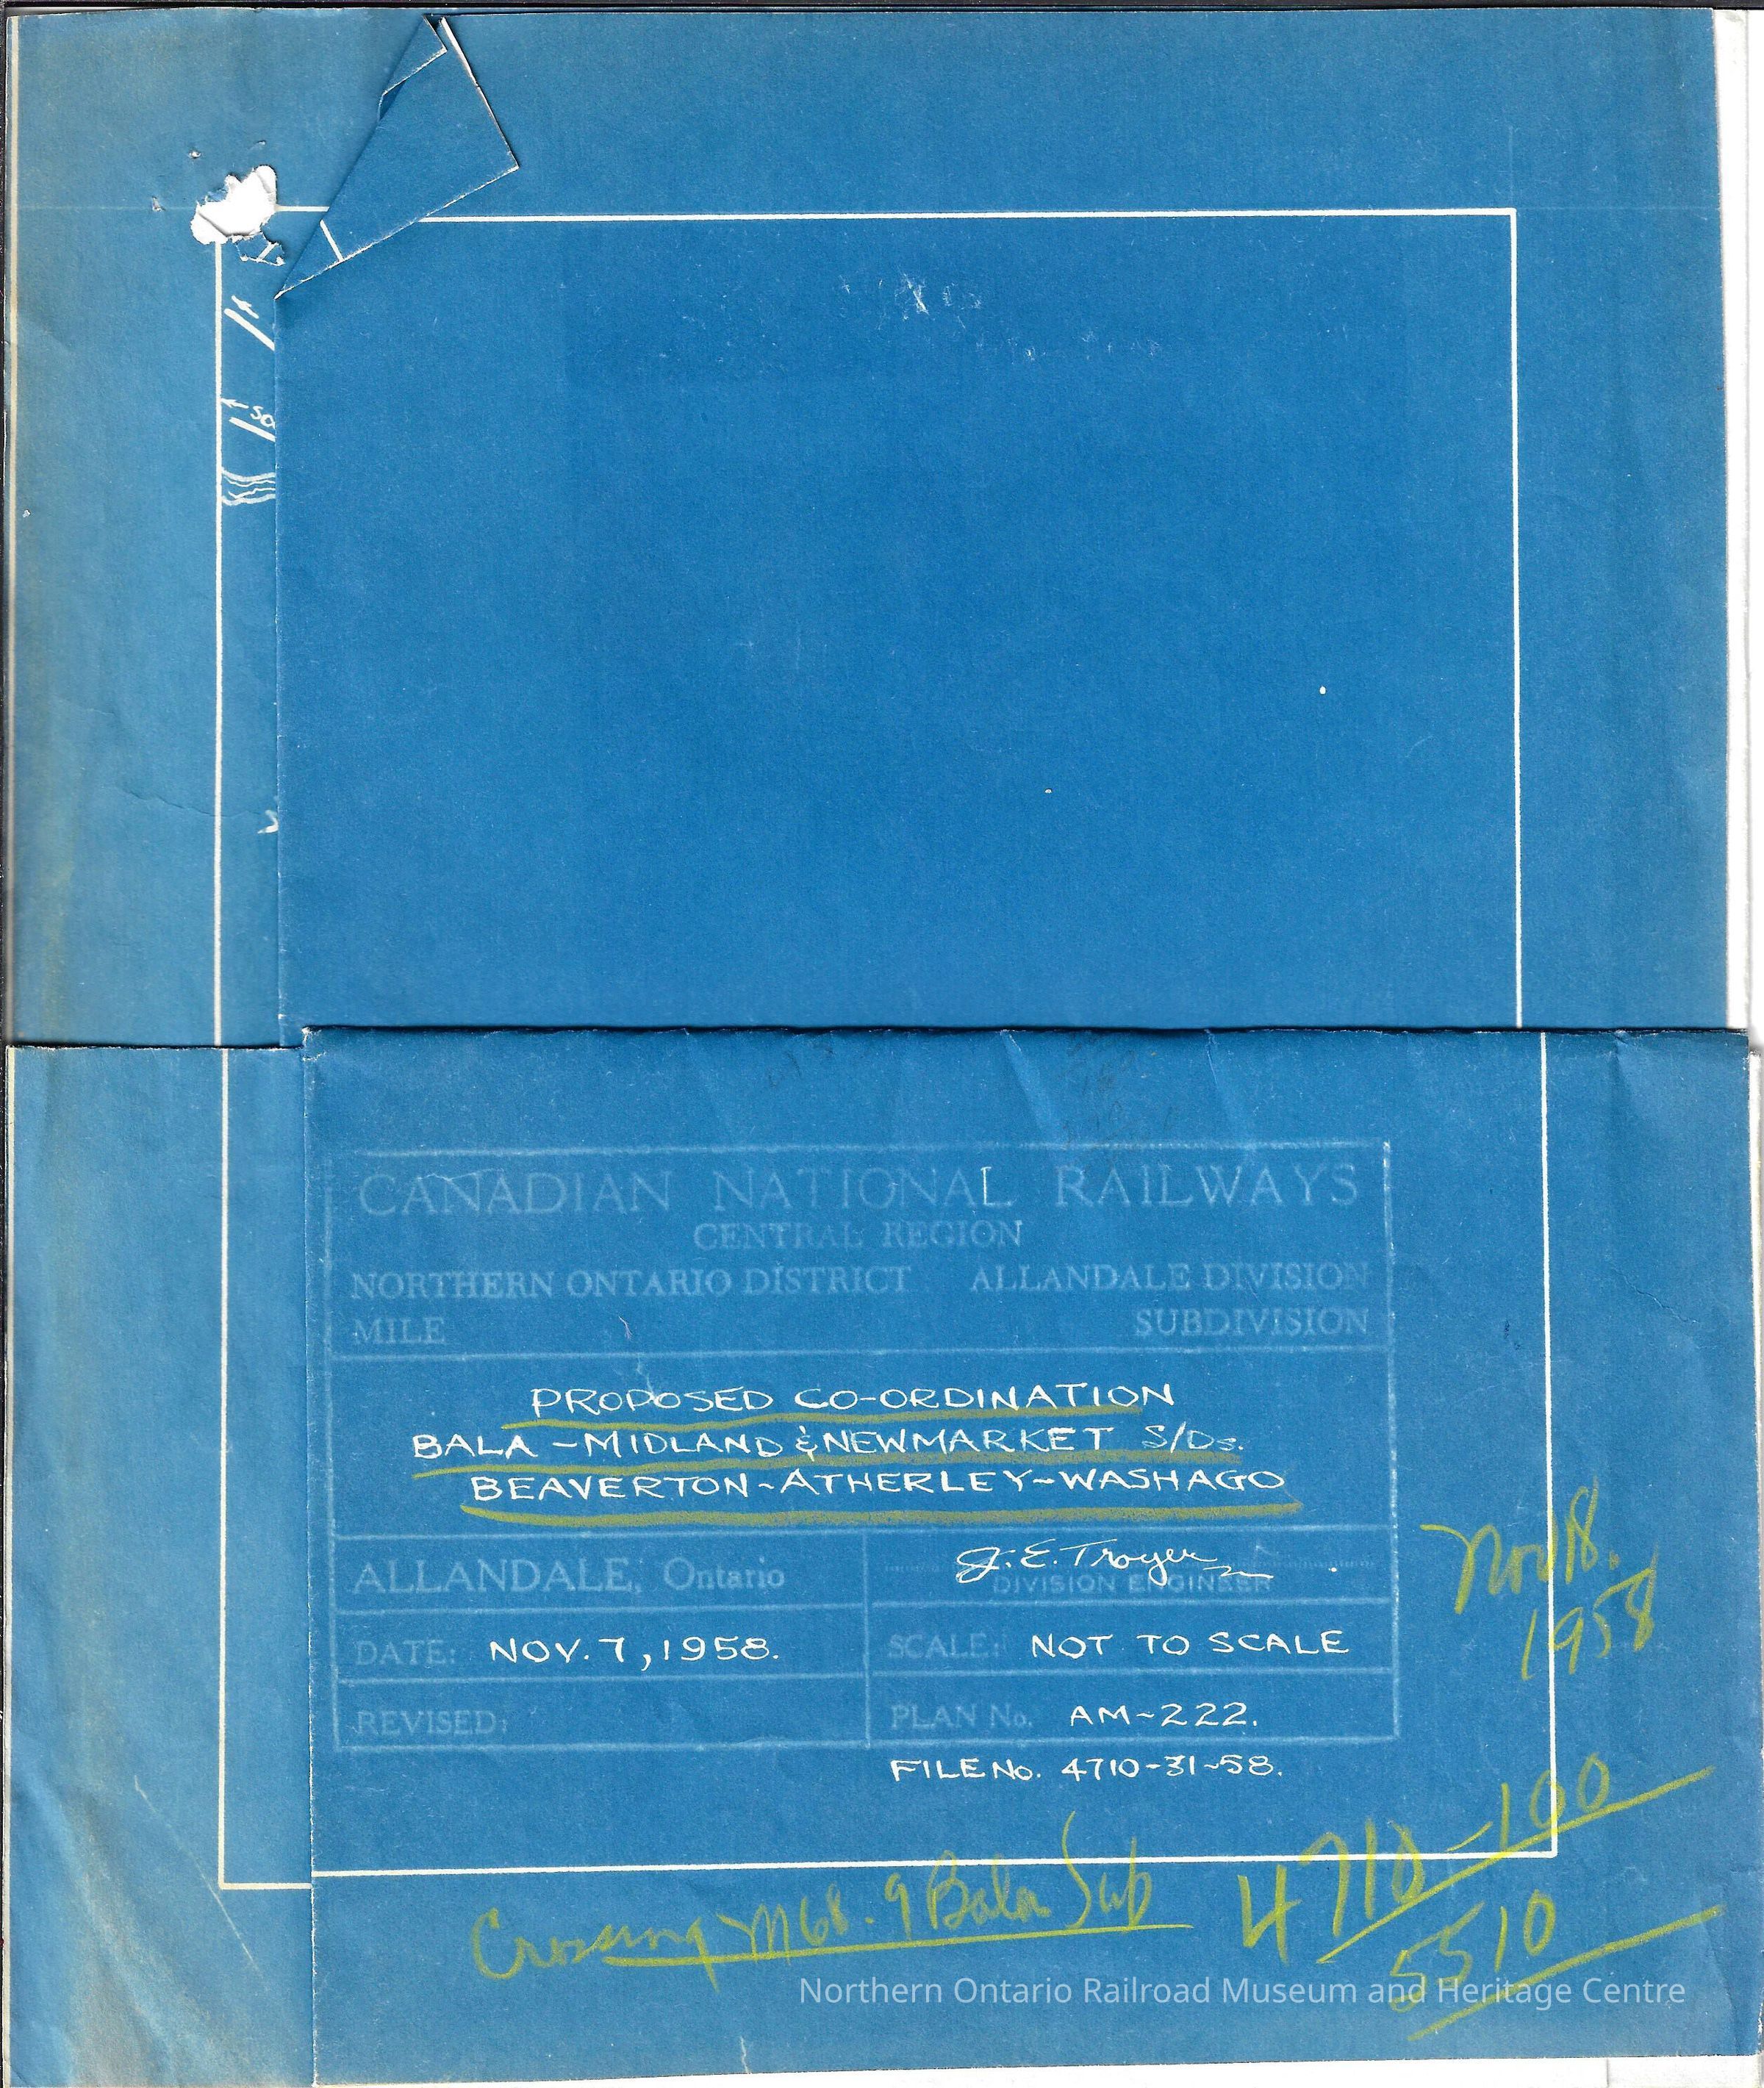 CANADIAN NATIONAL RAILWAYS
CENTRAL REGION
NORTHERN ONTARIO DISTRICT ALLANDALE DIVISION
MILE SUBDIVISION
PROPOSED CO-ORDINATION
BALA - MIDLAND & NEWMARKET S/Ds.
BEAVERTON - ATHERLEY - WASHAGO
ALLANDALE, Ontario J. E. Troyer
DIVISION ENGINEER
DATE: NOV. 7, 1958. SCALE: NOT TO SCALE
REVISED: PLAN No. AM-222.
FILE No. 4710-31-58.
Nov 18.
1958
4710-100
5510
Crossing M 68.9 Bala Sub
Northern Ontario Railroad Museum and Heritage Centre